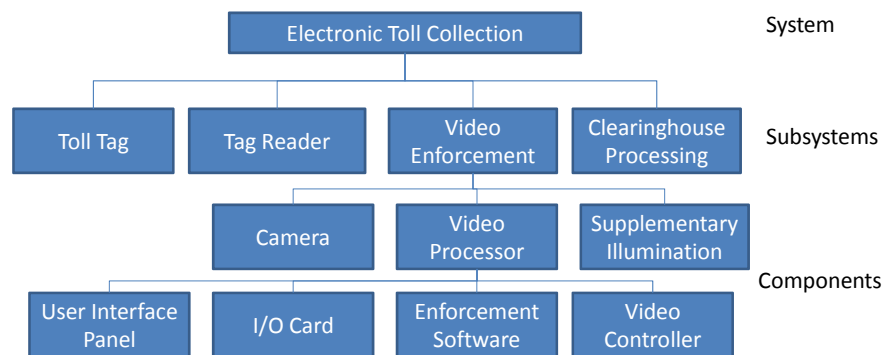 Electronic Toll Collection
System
Toll Tag
Tag Reader
Video
Enforcement
Clearinghouse
Processing
Subsystems
Camera
Video
Processor
Supplementary
Illumination
Components
User Interface
Panel
I/O Card
Enforcement
Software
Video
Controller